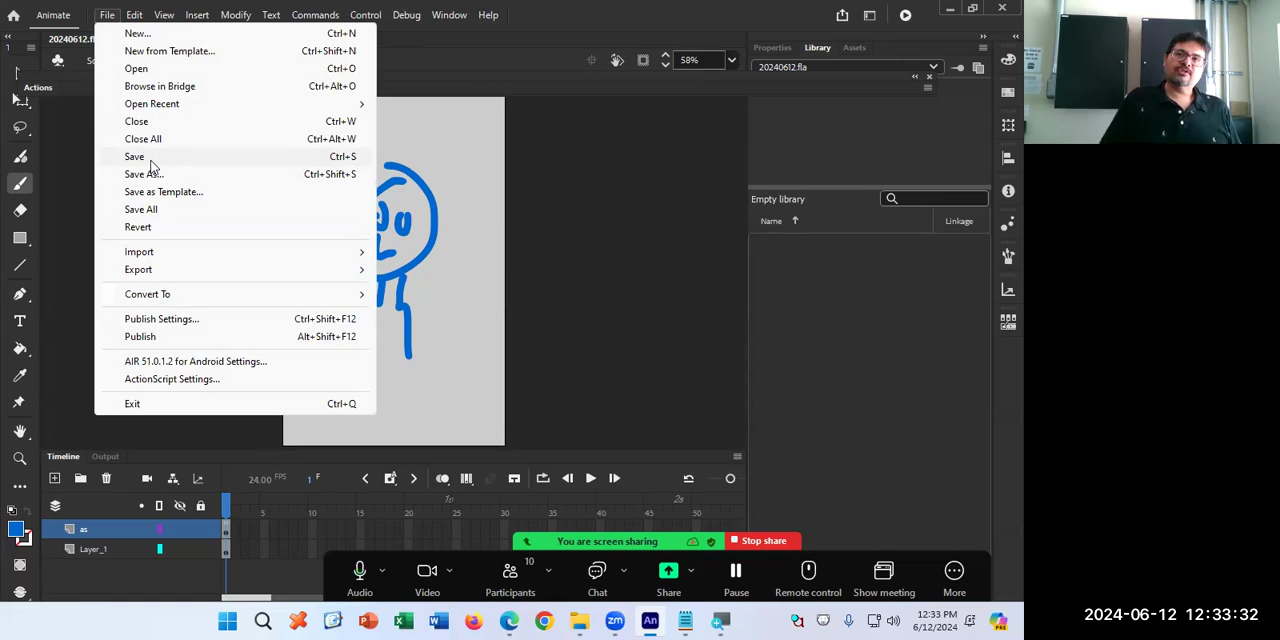 Animate
File Edit View Insert Modify Text Commands Control Debug Window Help
20240612.fl
Actions
58%
Properties Library Assets
20240612.fla
Empty library
Name Linkage
New... Ctrl+N
New from Template... Ctrl+Shift+N
Open Ctrl+O
Browse in Bridge Ctrl+Alt+O
Open Recent
Close Ctrl+W
Close All Ctrl+Alt+W
Save Ctrl+S
Save As... Ctrl+Shift+S
Save as Template...
Save All
Revert
Import
Export
Convert To
Publish Settings... Ctrl+Shift+F12
Publish Alt+Shift+F12
AIR 51.0.1.2 for Android Settings...
ActionScript Settings...
Exit Ctrl+Q
Timeline Output
24.00 FPS 1 F
1s 2s
5 10 15 20 25 30 35 40 45 50
as
Layer_1
You are screen sharing Stop share
10
Audio Video Participants Chat Share Pause Remote control Show meeting More
12:33 PM
6/12/2024
2024-06-12 12:33:32